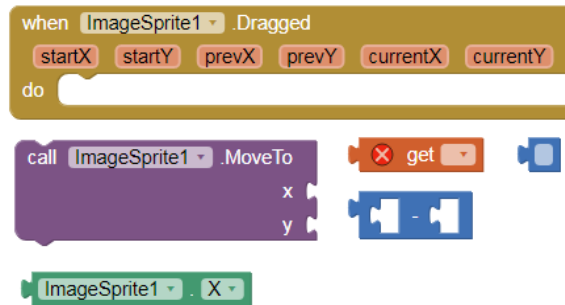 when ImageSprite1 .Dragged
startX startY prevX prevY currentX currentY
do
call ImageSprite1 .MoveTo
x
y
get
-
ImageSprite1 . X